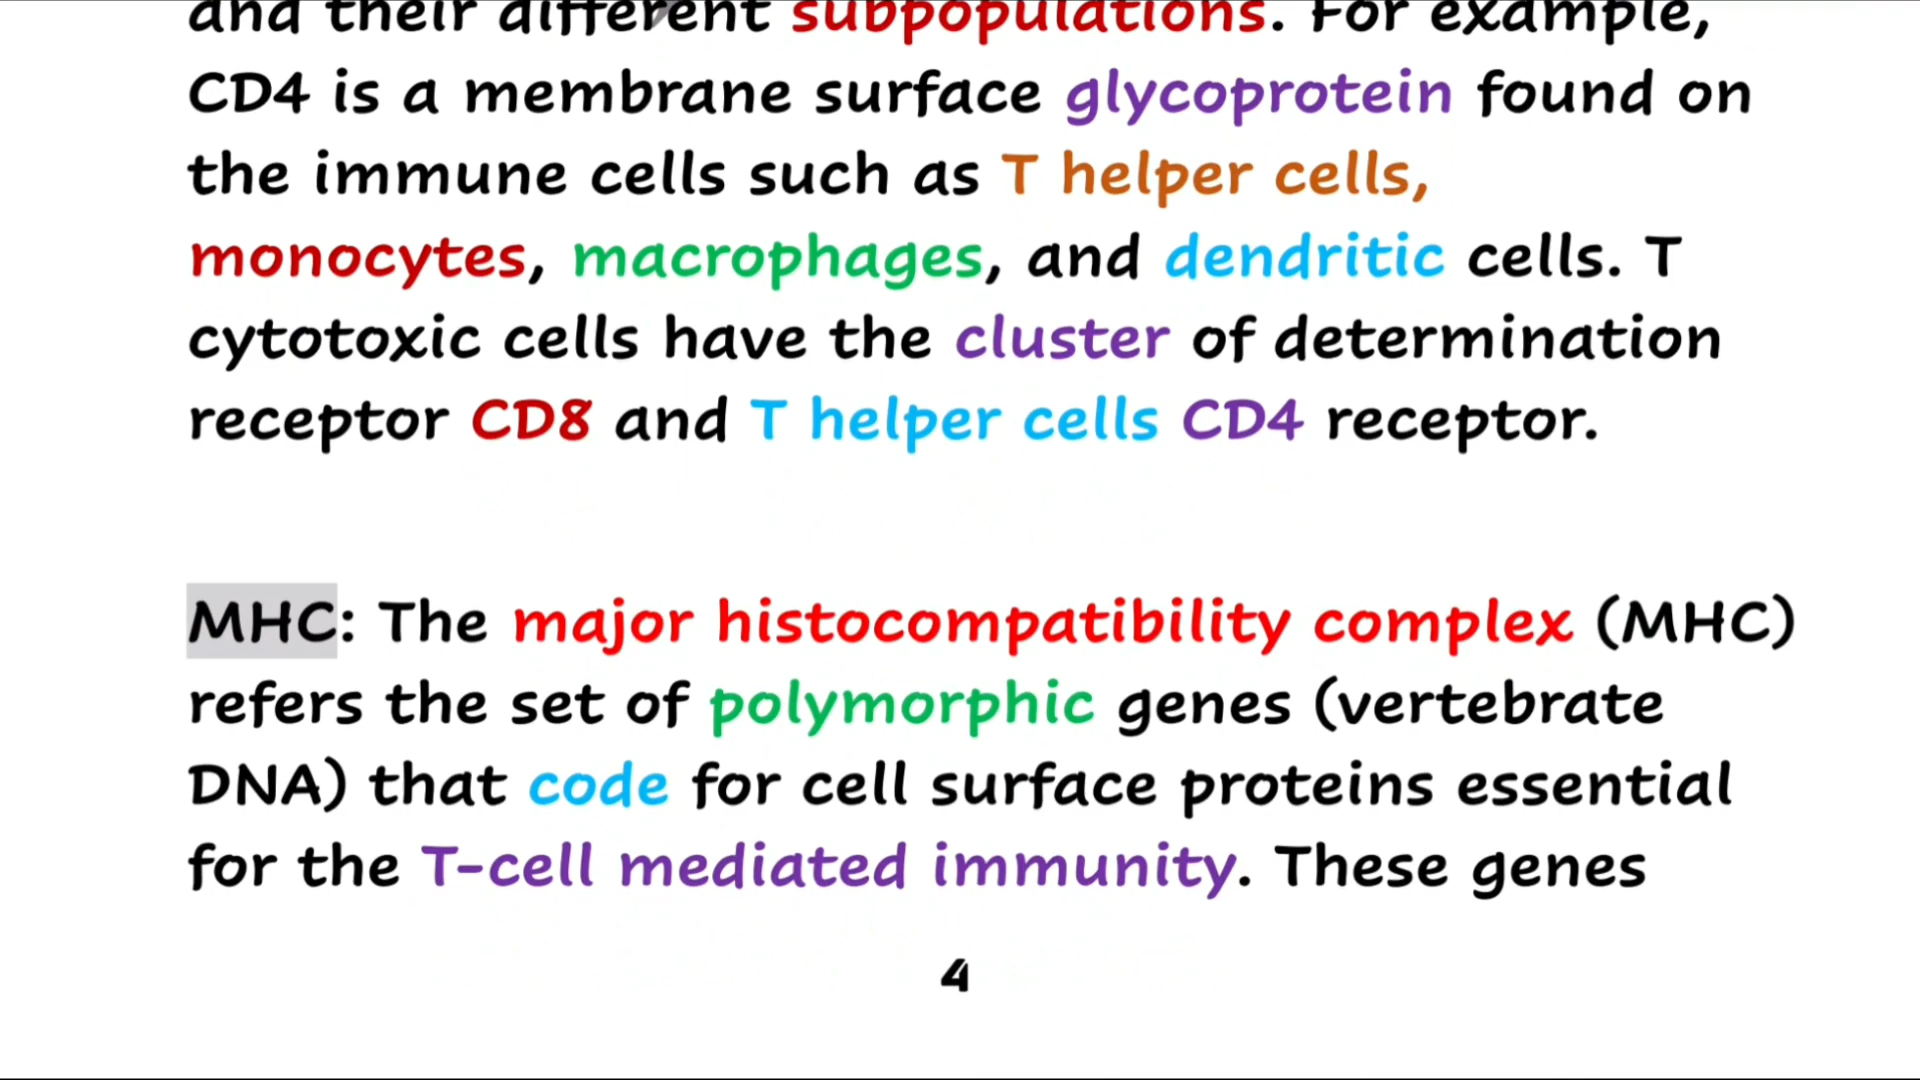 and their different subpopulations. For example,
CD4 is a membrane surface glycoprotein found on
the immune cells such as T helper cells,
monocytes, macrophages, and dendritic cells. T
cytotoxic cells have the cluster of determination
receptor CD8 and T helper cells CD4 receptor.
MHC: The major histocompatibility complex (MHC)
refers the set of polymorphic genes (vertebrate
DNA) that code for cell surface proteins essential
for the T-cell mediated immunity. These genes
4